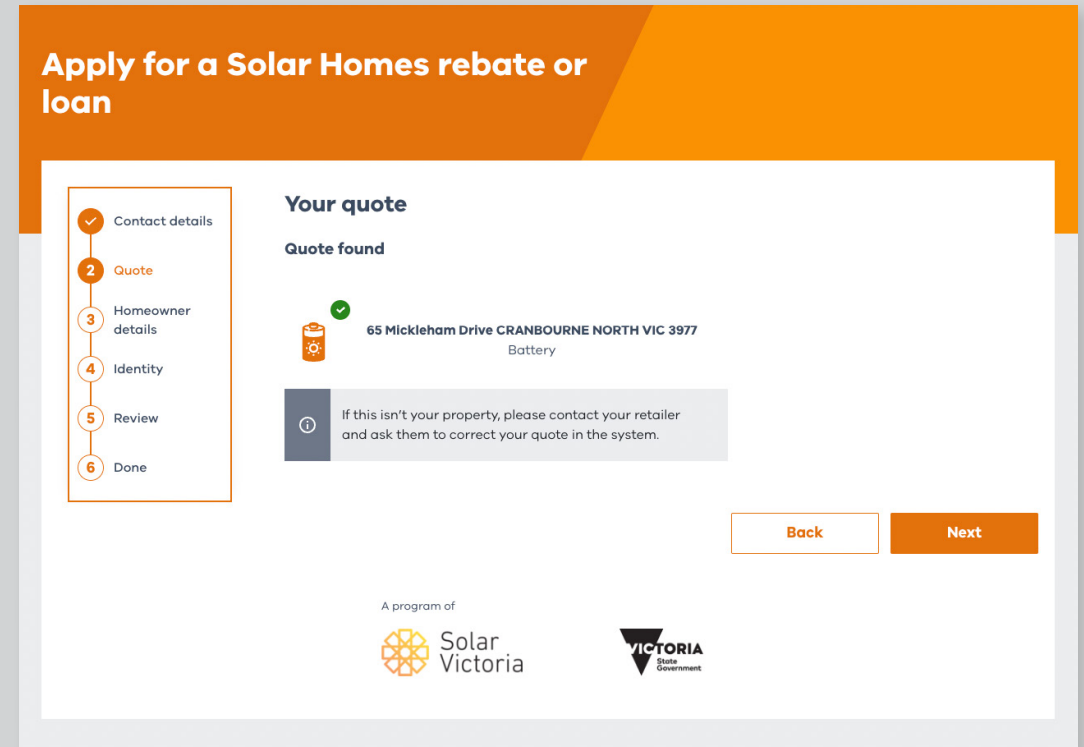 Apply for a Solar Homes rebate or
loan
Contact details
2 Quote
3 Homeowner
details
4 Identity
5 Review
6 Done
Your quote
Quote found
65 Mickleham Drive CRANBOURNE NORTH VIC 3977
Battery
If this isn't your property, please contact your retailer
and ask them to correct your quote in the system.
Back
Next
A program of
Solar
Victoria
VICTORIA
State
Government